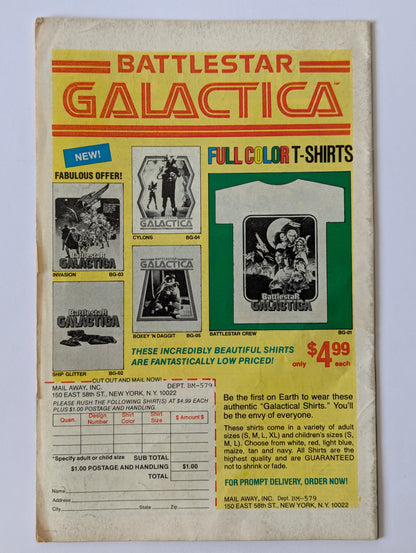 BATTLESTAR
GALACTICA
NEW!
FULL COLOR T-SHIRTS
FABULOUS OFFER!
Battlestar
GALACTICA
INVASION BG-03
GALACTICA
CYLONS BG-04
Battlestar
GALACTICA
SHIP GLITTER BG-02
Battlestar
GALACTICA
BOXEY 'N DAGGIT BG-05
Battlestar
GALACTICA
BATTLESTAR CREW BG-01
THESE INCREDIBLY BEAUTIFUL SHIRTS
ARE FANTASTICALLY LOW PRICED!
only $4.99 each
CUT OUT AND MAIL NOW!
MAIL AWAY, INC. DEPT. BM-579
150 EAST 58th ST., NEW YORK, N.Y. 10022
PLEASE RUSH THE FOLLOWING SHIRT(S) AT $4.99 EACH
PLUS $1.00 POSTAGE AND HANDLING.
Quan. Design Number Shirt Color Shirt Size $ Amount $
*Specify adult or child size SUB TOTAL
$1.00 POSTAGE AND HANDLING $1.00
TOTAL
Name
Address
City State Zip
Be the first on Earth to wear these
authentic "Galactical Shirts." You'll
be the envy of everyone.
These shirts come in a variety of adult
sizes (S, M, L, XL) and children's sizes (S,
M, L). Choose from white, red, light blue,
maize, tan and navy. All Shirts are the
highest quality and are GUARANTEED
not to shrink or fade.
FOR PROMPT DELIVERY, ORDER NOW!
MAIL AWAY, INC. Dept. BM-579
150 EAST 58th ST., NEW YORK, N.Y. 10022